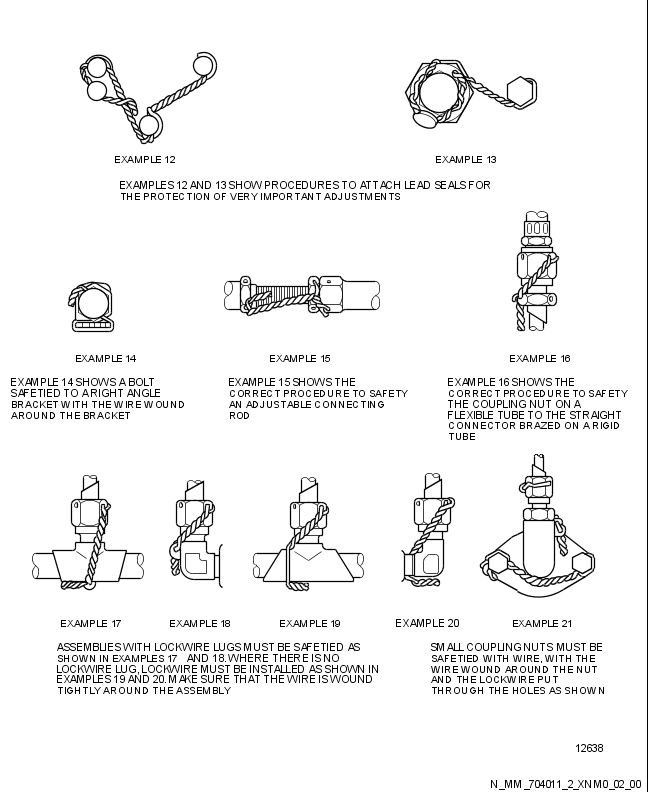 EXAMPLE 12
EXAMPLE 13
EXAMPLES 12 AND 13 SHOW PROCEDURES TO ATTACH LEAD SEALS FOR
THE PROTECTION OF VERY IMPORTANT ADJUSTMENTS
EXAMPLE 14
EXAMPLE 15
EXAMPLE 16
EXAMPLE 14 SHOWS A BOLT
SAFETIED TO A RIGHT ANGLE
BRACKET WITH THE WIRE WOUND
AROUND THE BRACKET
EXAMPLE 15 SHOWS THE
CORRECT PROCEDURE TO SAFETY
AN ADJUSTABLE CONNECTING
ROD
EXAMPLE 16 SHOWS THE
CORRECT PROCEDURE TO SAFETY
THE COUPLING NUT ON A
FLEXIBLE TUBE TO THE STRAIGHT
CONNECTOR BRAZED ON A RIGID
TUBE
EXAMPLE 17
EXAMPLE 18
EXAMPLE 19
EXAMPLE 20
EXAMPLE 21
ASSEMBLIES WITH LOCKWIRE LUGS MUST BE SAFETIED AS
SHOWN IN EXAMPLES 17 AND 18. WHERE THERE IS NO
LOCKWIRE LUG, LOCKWIRE MUST BE INSTALLED AS SHOWN IN
EXAMPLES 19 AND 20. MAKE SURE THAT THE WIRE IS WOUND
TIGHTLY AROUND THE ASSEMBLY
SMALL COUPLING NUTS MUST BE
SAFETIED WITH WIRE, WITH THE
WIRE WOUND AROUND THE NUT
AND THE LOCKWIRE PUT
THROUGH THE HOLES AS SHOWN
12638
N_MM_704011_2_XNM0_02_00